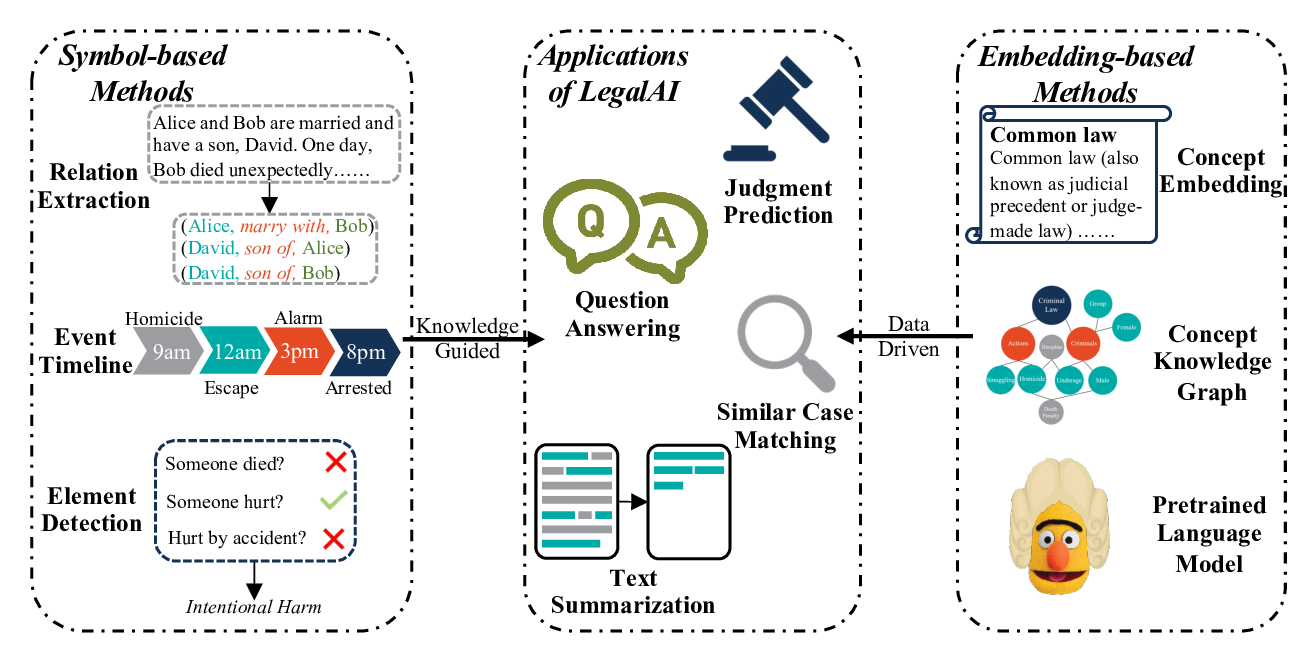 Symbol-based
Methods
Alice and Bob are married and
have a son, David. One day,
Bob died unexpectedly……
Relation
Extraction
(Alice, marry with, Bob)
(David, son of, Alice)
(David, son of, Bob)
Homicide
Alarm
Event
Timeline
9am
12am
3pm
8pm
Escape
Arrested
Someone died?
Someone hurt?
Hurt by accident?
Element
Detection
Intentional Harm
Knowledge
Guided
Applications
of LegalAI
Judgment
Prediction
Q
A
Question
Answering
Similar Case
Matching
Text
Summarization
Data
Driven
Embedding-based
Methods
Common law
Common law (also
known as judicial
precedent or judge-
made law) ……
Concept
Embedding
Criminal
Law
Group
Female
Actions
Discipline
Criminals
Smuggling
Homicide
Underage
Male
Death
Penalty
Concept
Knowledge
Graph
Pretrained
Language
Model